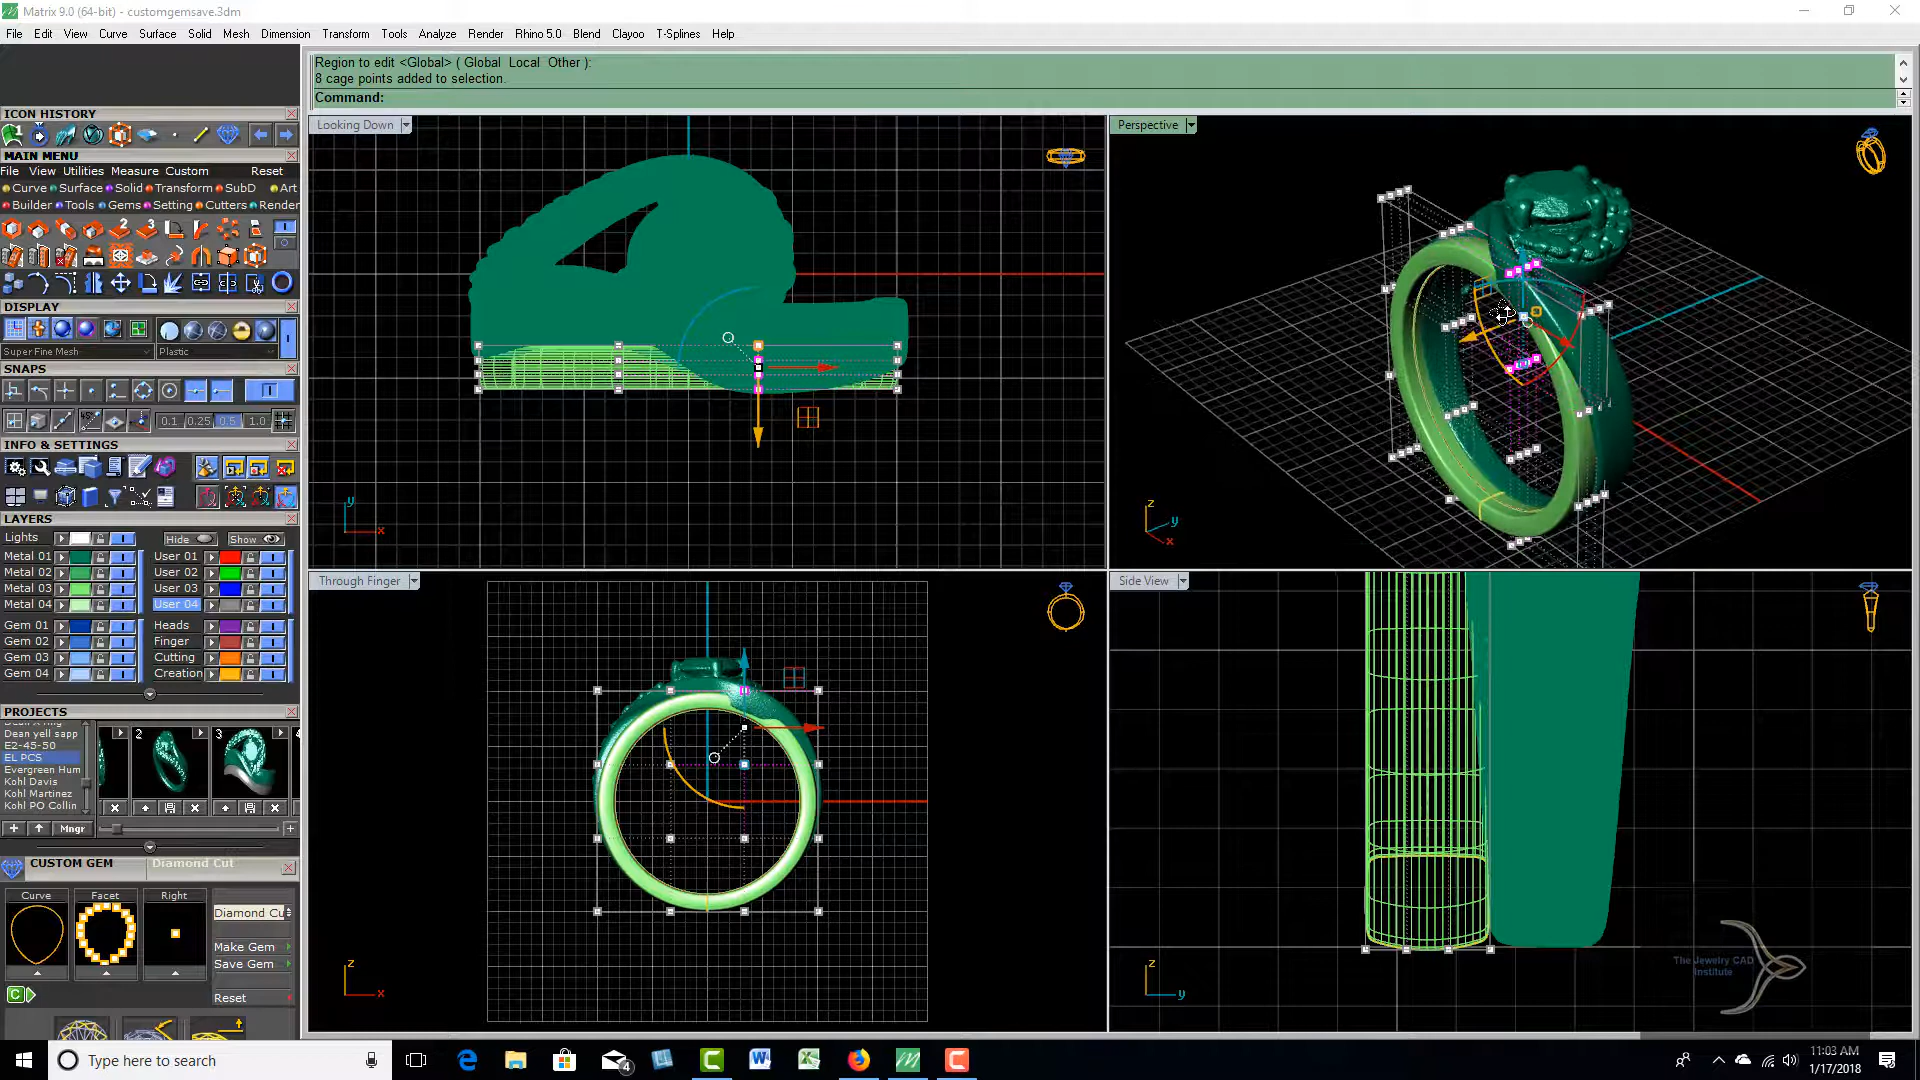 Matrix 9.0 (64-bit) - customgemsave.3dm
File Edit View Curve Surface Solid Mesh Dimension Transform Tools Analyze Render Rhino 5.0 Blend Clayoo T-Splines Help
Region to edit <Global> ( Global Local Other ):
8 cage points added to selection.
Command:
ICON HISTORY
MAIN MENU
File View Utilities Measure Custom Reset
Curve Surface Solid Transform SubD Art
Builder Tools Gems Setting Cutters Render
2 3
DISPLAY
Super Fine Mesh Plastic
SNAPS
0.1 0.25 0.5 1.0
INFO & SETTINGS
LAYERS
Lights Hide Show
Metal 01 User 01
Metal 02 User 02
Metal 03 User 03
Metal 04 User 04
Gem 01 Heads
Gem 02 Finger
Gem 03 Cutting
Gem 04 Creation
PROJECTS
Dean yell sapp
E2-45-50
EL PCS
Evergreen Hum
Kohl Davis
Kohl Martinez
Kohl PO Collin
2 3 4
Mngr
CUSTOM GEM Diamond Cut
Curve Facet Right
Diamond Cu
Make Gem
Save Gem
Reset
C
Looking Down
y
x
Perspective
z
y
x
Through Finger
z
x
Side View
z
y
The Jewelry CAD
Institute
Type here to search
4
11:03 AM
1/17/2018